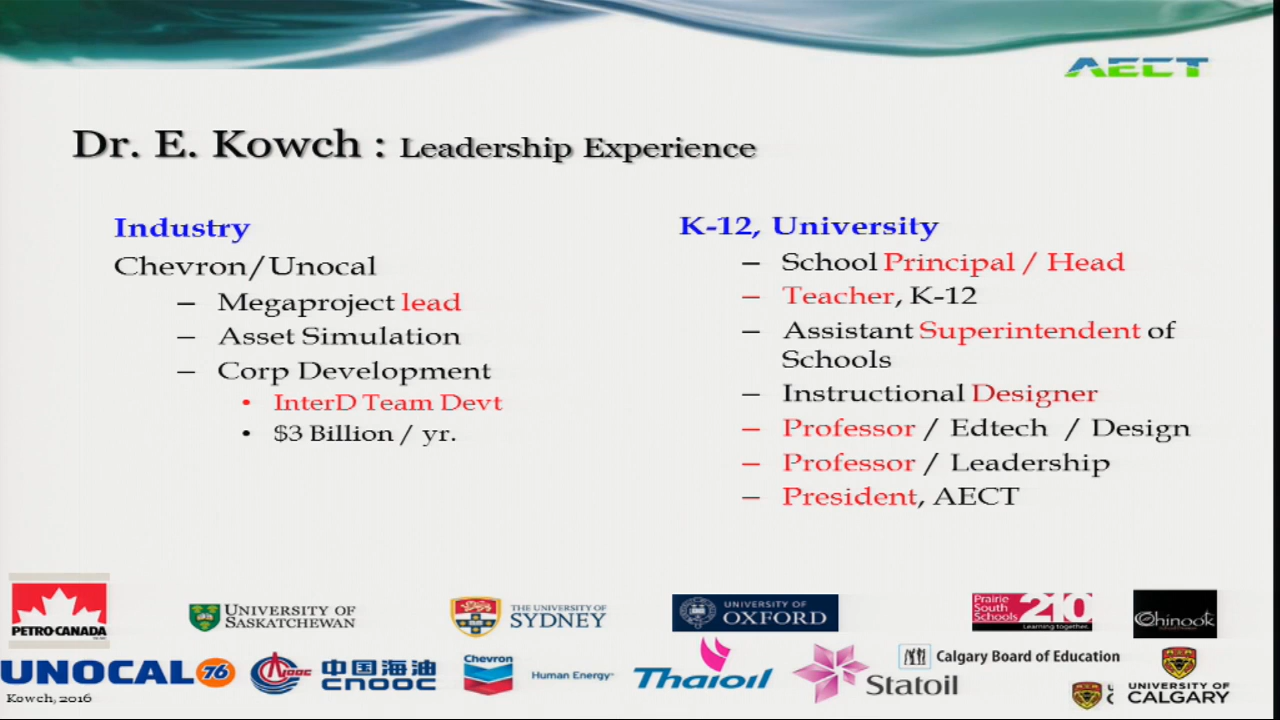 AECT
Dr. E. Kowch : Leadership Experience
Industry
Chevron/Unocal
– Megaproject lead
– Asset Simulation
– Corp Development
• InterD Team Devt
• $3 Billion / yr.
K-12, University
– School Principal / Head
– Teacher, K-12
– Assistant Superintendent of
Schools
– Instructional Designer
– Professor / Edtech / Design
– Professor / Leadership
– President, AECT
PETRO-CANADA
UNIVERSITY OF
SASKATCHEWAN
THE UNIVERSITY OF
SYDNEY
UNIVERSITY OF
OXFORD
Prairie
South
Schools 210
Learning together.
Chinook
UNOCAL 76
CNOOC
中国海油
CNOOC
Chevron
Human Energy
Thaioil
Statoil
Calgary Board of Education
UNIVERSITY OF
CALGARY
Kowch, 2016